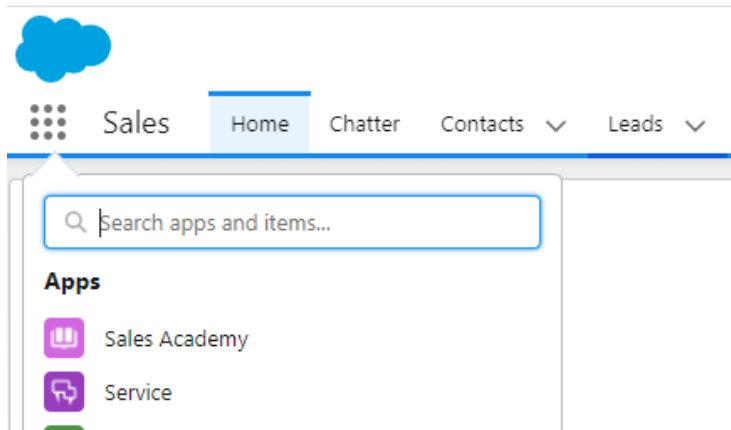 Sales Home Chatter Contacts Leads
Search apps and items...
Apps
Sales Academy
Service